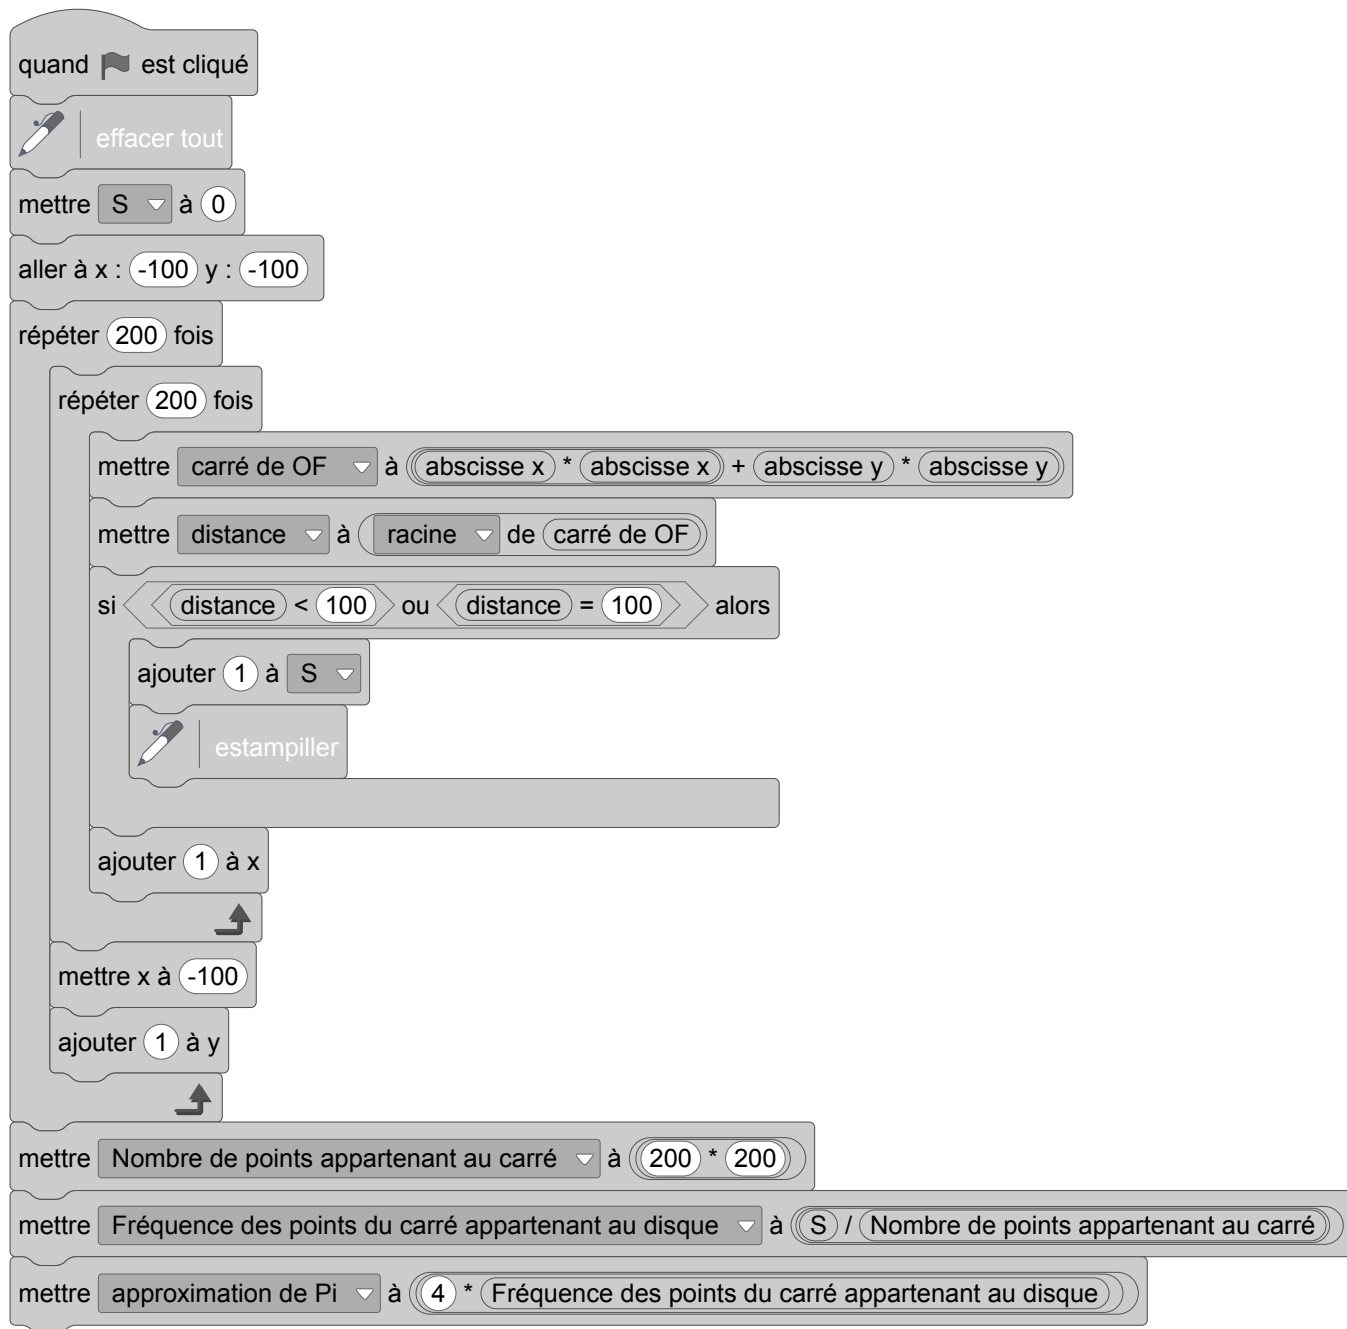 quand est cliqué
effacer tout
mettre S à 0
aller à x : -100 y : -100
répéter 200 fois
répéter 200 fois
mettre carré de OF à abscisse x * abscisse x + abscisse y * abscisse y
mettre distance à racine de carré de OF
si distance < 100 ou distance = 100 alors
ajouter 1 à S
estampiller
ajouter 1 à x
mettre x à -100
ajouter 1 à y
mettre Nombre de points appartenant au carré à 200 * 200
mettre Fréquence des points du carré appartenant au disque à S / Nombre de points appartenant au carré
mettre approximation de Pi à 4 * Fréquence des points du carré appartenant au disque